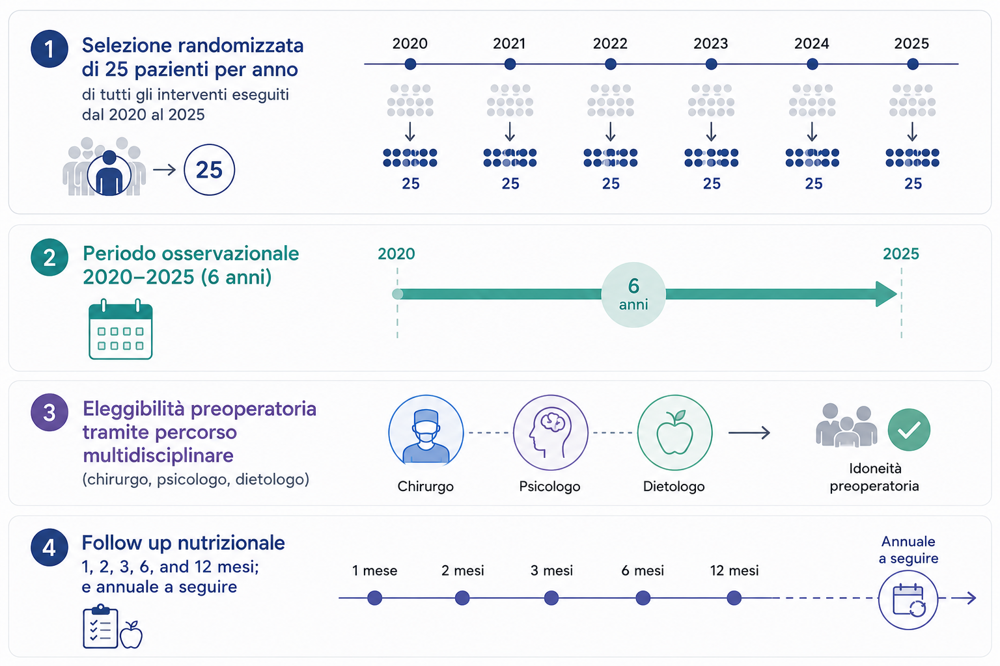 1
Selezione randomizzata
di 25 pazienti per anno
di tutti gli interventi eseguiti
dal 2020 al 2025
25
2020 2021 2022 2023 2024 2025
25 25 25 25 25 25
2
Periodo osservazionale
2020–2025 (6 anni)
2020 2025
6
anni
3
Eleggibilità preoperatoria
tramite percorso
multidisciplinare
(chirurgo, psicologo, dietologo)
Chirurgo Psicologo Dietologo
Idoneità
preoperatoria
4
Follow up nutrizionale
1, 2, 3, 6, and 12 mesi;
e annuale a seguire
1 mese 2 mesi 3 mesi 6 mesi 12 mesi
Annuale
a seguire